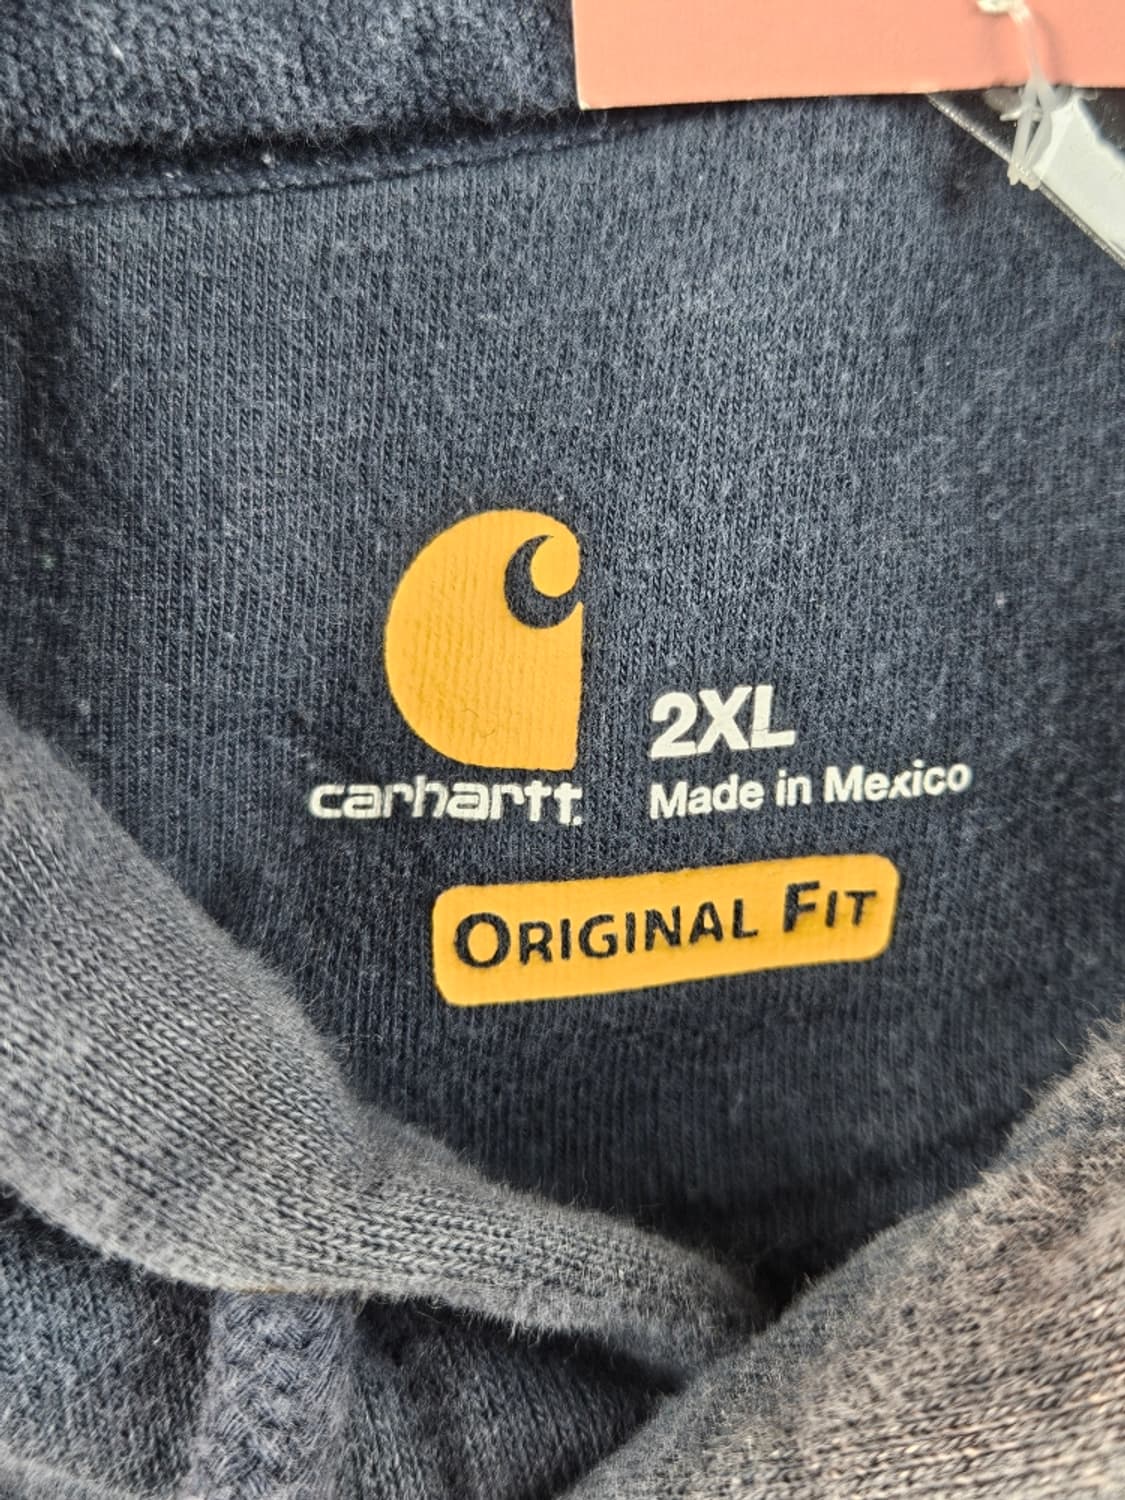 carhartt.
2XL
Made in Mexico
ORIGINAL FIT